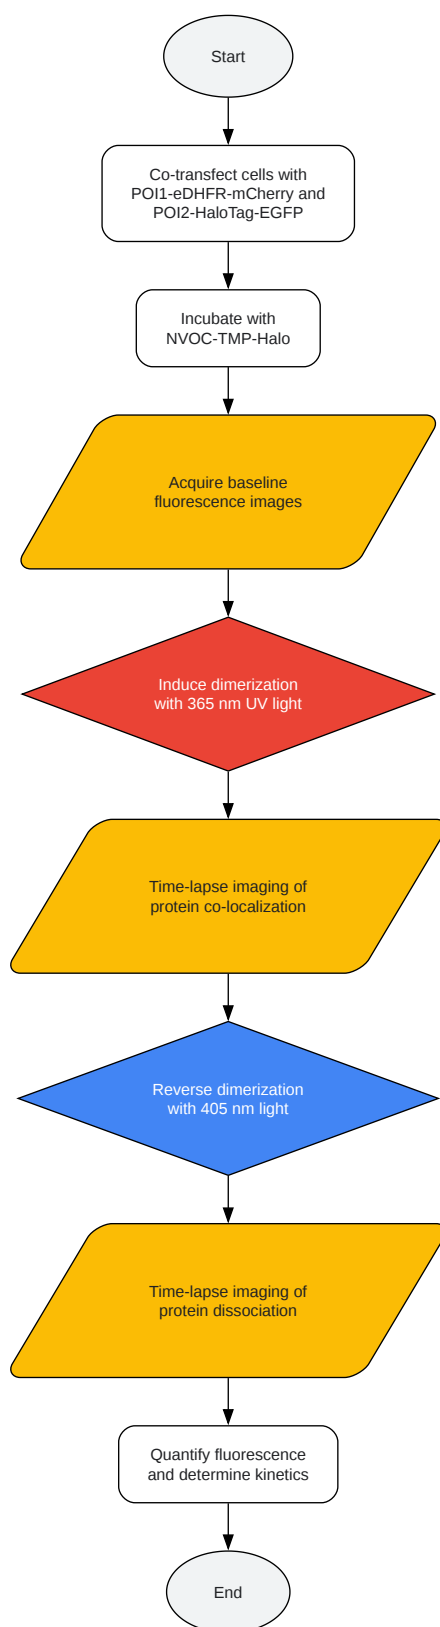 Start
Co-transfect cells with
POI1-eDHFR-mCherry and
POI2-HaloTag-EGFP
Incubate with
NVOC-TMP-Halo
Acquire baseline
fluorescence images
Induce dimerization
with 365 nm UV light
Time-lapse imaging of
protein co-localization
Reverse dimerization
with 405 nm light
Time-lapse imaging of
protein dissociation
Quantify fluorescence
and determine kinetics
End